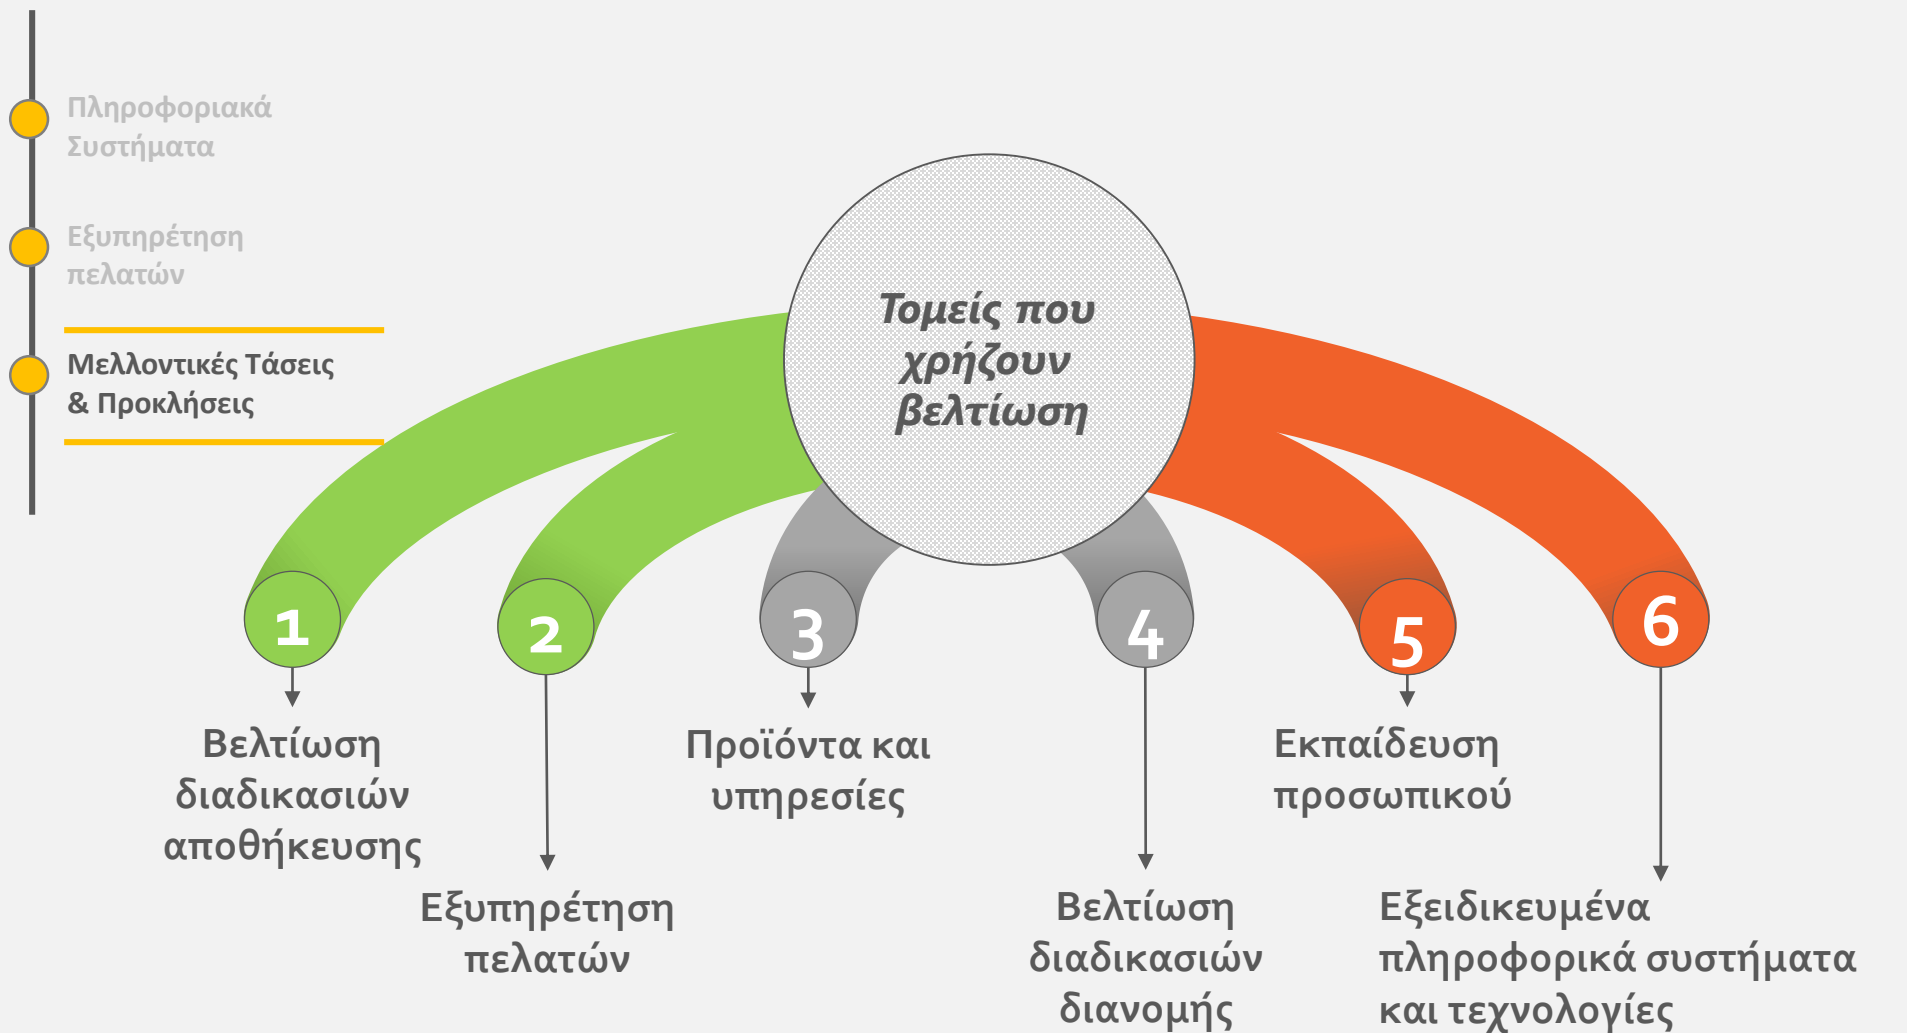 Πληροφοριακά
Συστήματα
Εξυπηρέτηση
πελατών
Μελλοντικές Τάσεις
& Προκλήσεις
Τομείς που
χρήζουν
βελτίωση
1
2
3
4
5
6
Βελτίωση
διαδικασιών
αποθήκευσης
Εξυπηρέτηση
πελατών
Προϊόντα και
υπηρεσίες
Βελτίωση
διαδικασιών
διανομής
Εκπαίδευση
προσωπικού
Εξειδικευμένα
πληροφορικά συστήματα
και τεχνολογίες